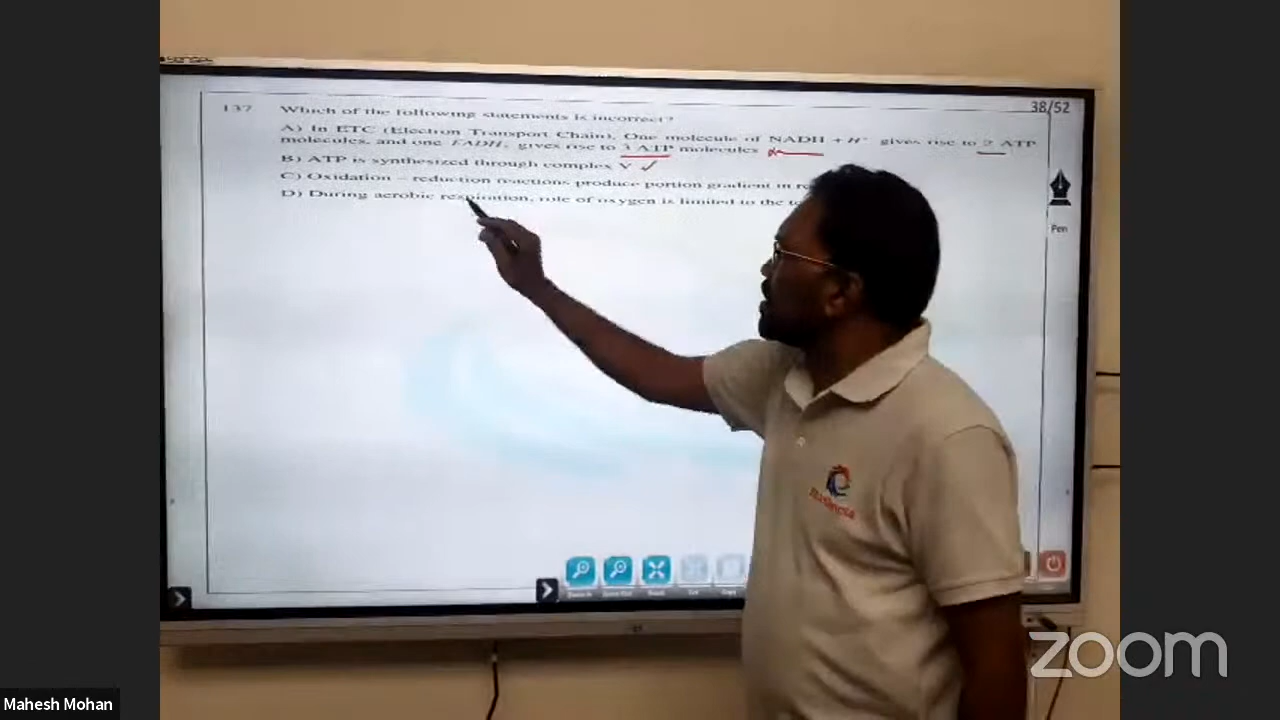 137 Which of the following statements is incorrect? 38/52
A) In ETC (Electron Transport Chain), One molecule of NADH + H⁺ gives rise to 2 ATP
molecules, and one FADH₂ gives rise to 3 ATP molecules
B) ATP is synthesized through complex V
C) Oxidation – reduction reactions produce portion gradient in
D) During aerobic respiration, role of oxygen is limited to the
Pen
zoom
Mahesh Mohan